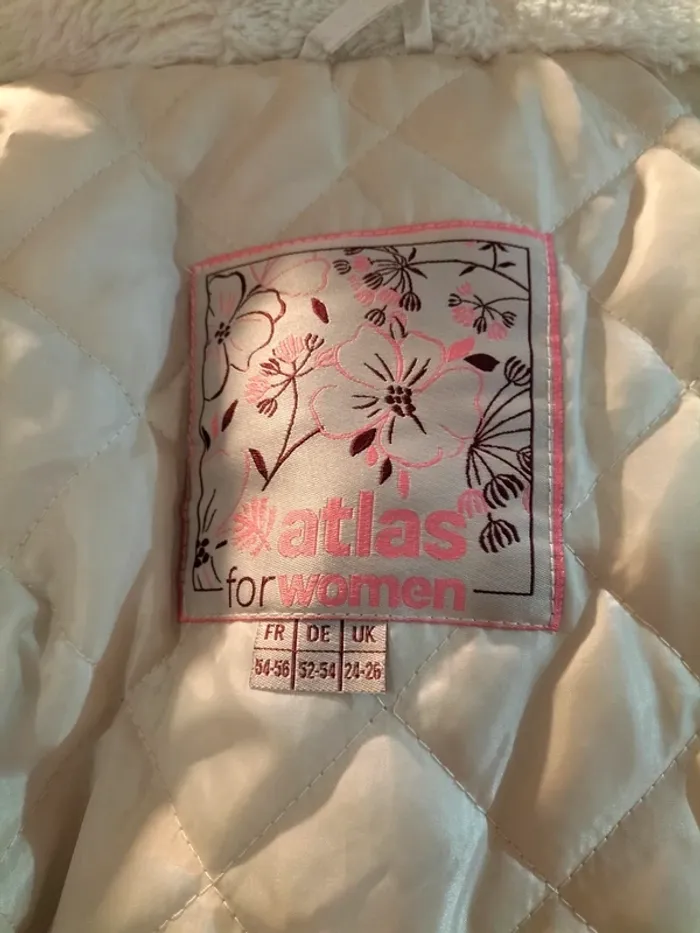 atlas
for women
FR DE UK
54-56 52-54 24-26